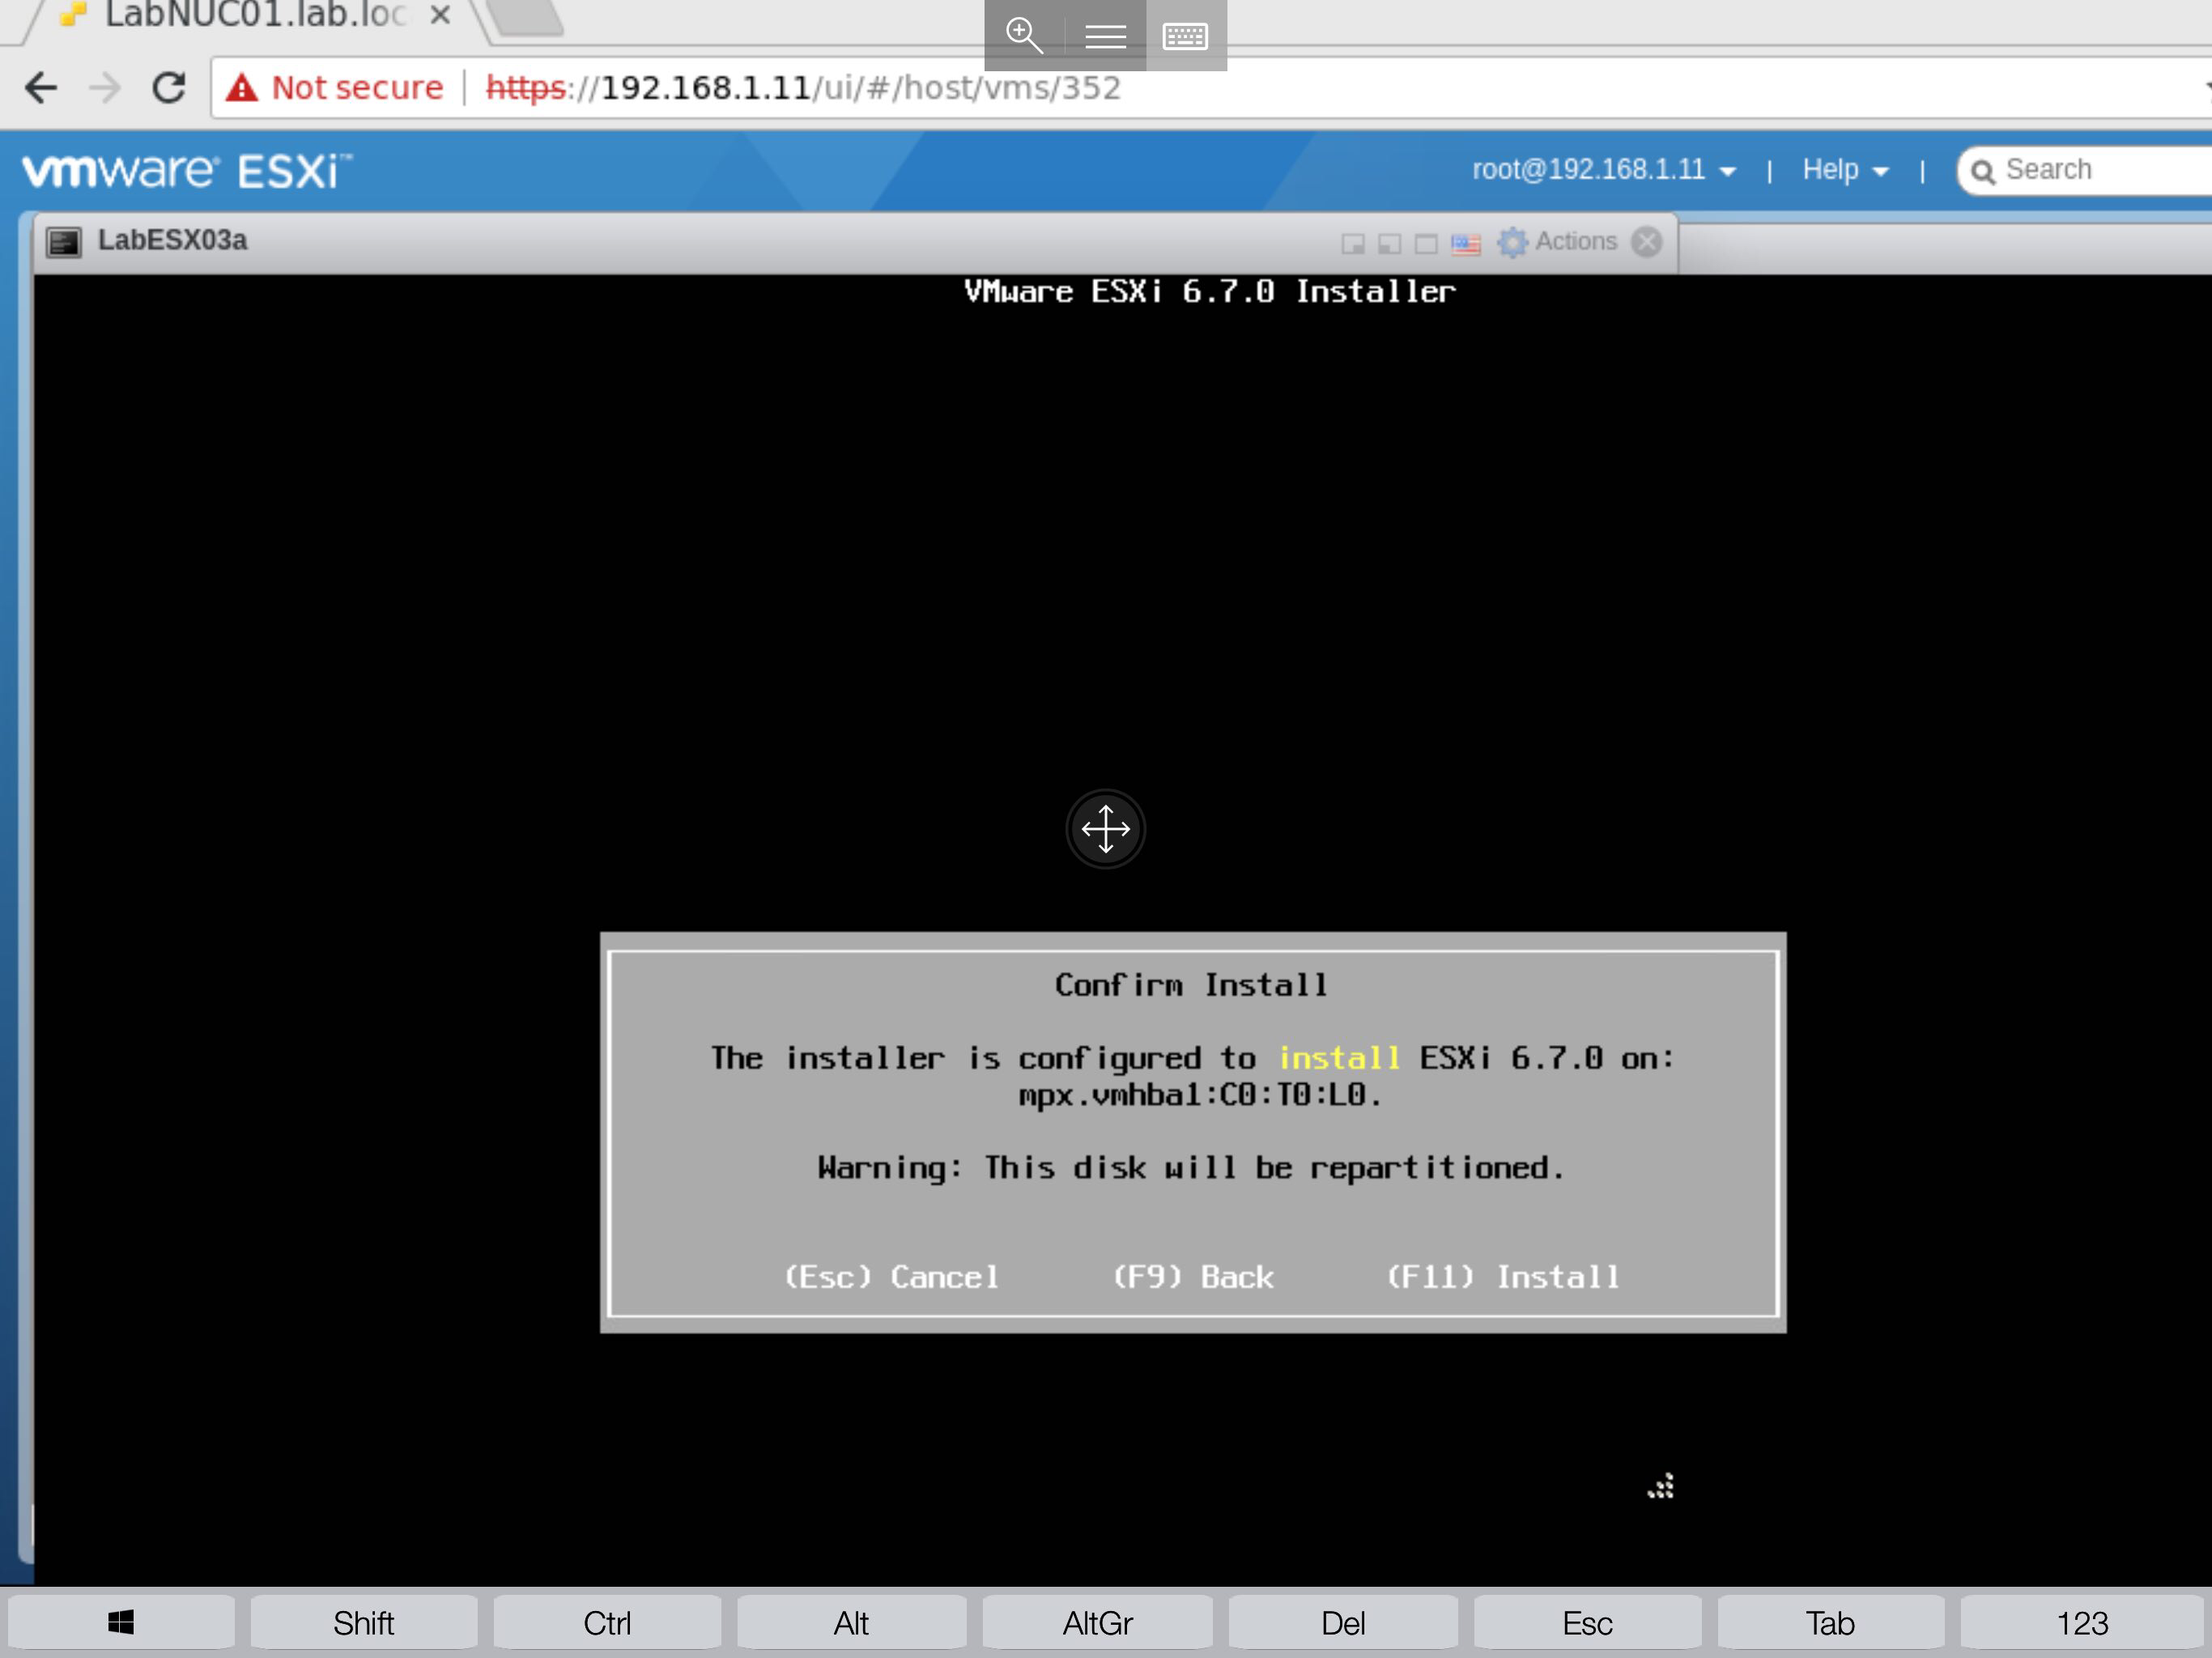 LabNUC01.lab.loc
Not secure | https://192.168.1.11/ui/#/host/vms/352
vmware® ESXi™
root@192.168.1.11 | Help | Search
LabESX03a
Actions
VMware ESXi 6.7.0 Installer
Confirm Install
The installer is configured to install ESXi 6.7.0 on:
mpx.vmhba1:C0:T0:L0.
Warning: This disk will be repartitioned.
(Esc) Cancel (F9) Back (F11) Install
Shift Ctrl Alt AltGr Del Esc Tab 123